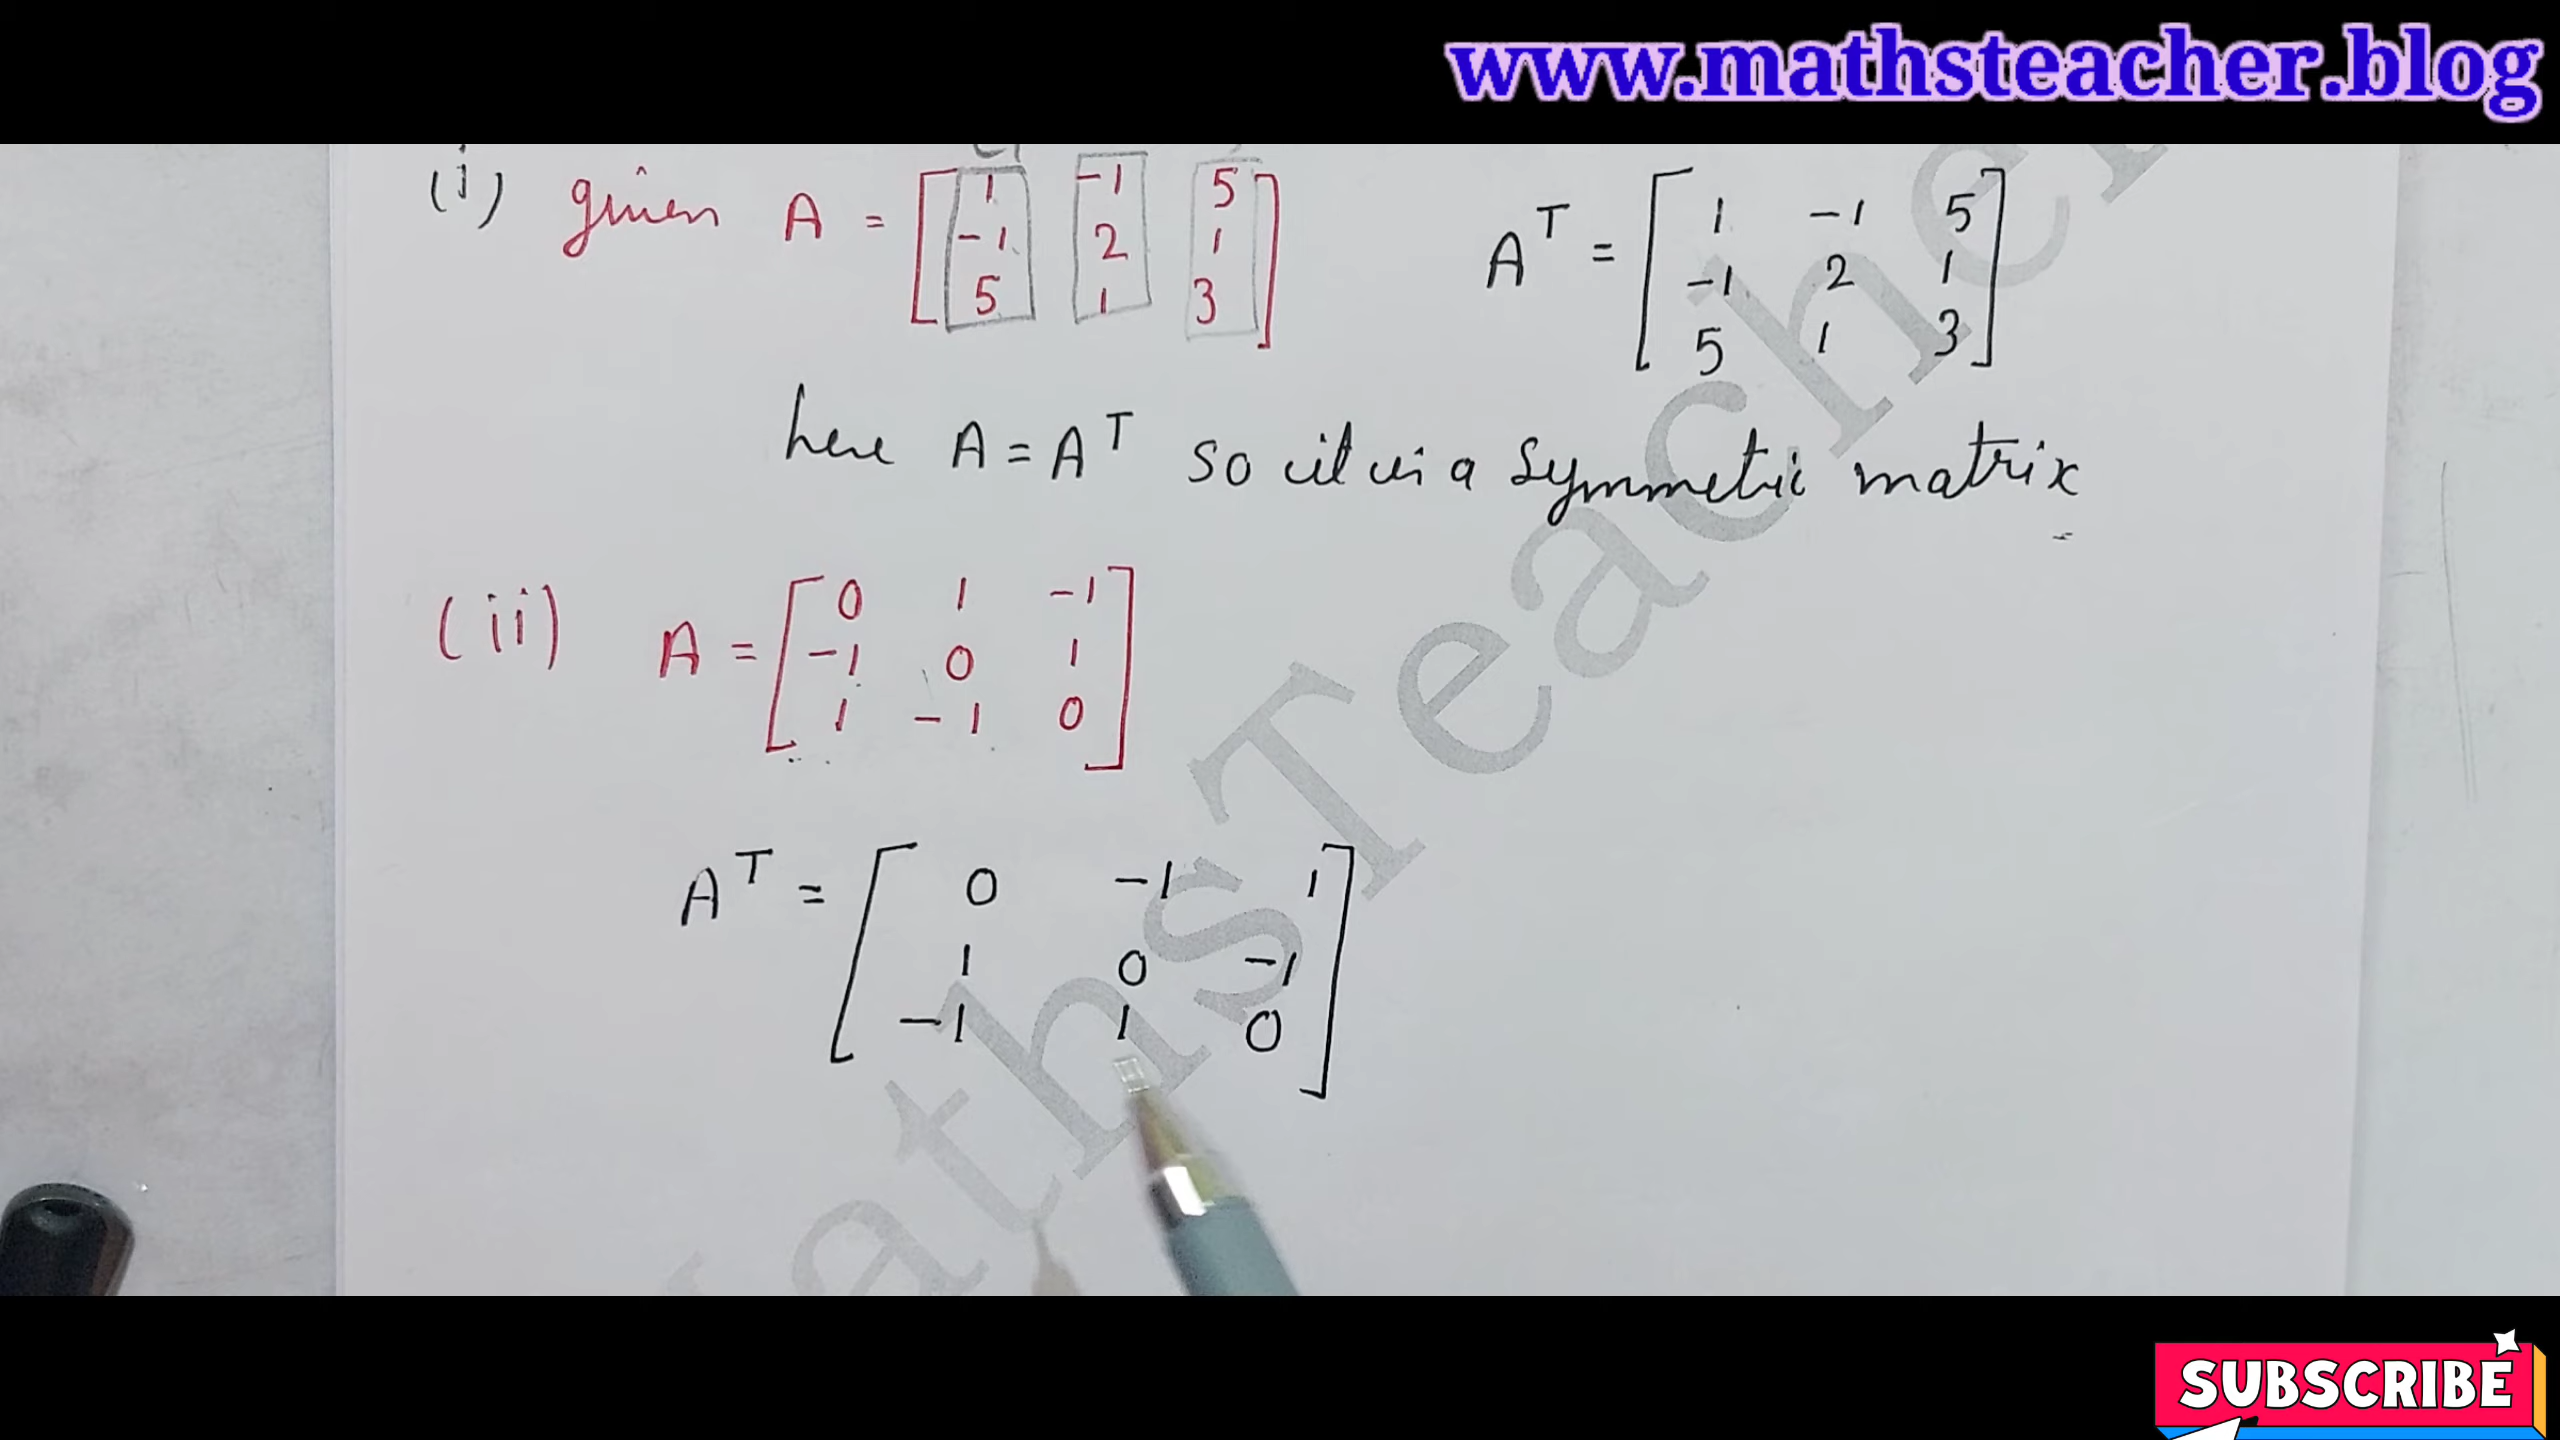 www.mathsteacher.blog
(i) given A = [ 1 -1 5 A^T = [ 1 -1 5
-1 2 1 -1 2 1
5 1 3 ] 5 1 3 ]
here A = A^T so it is a symmetric matrix
(ii) A = [ 0 1 -1
-1 0 1
1 -1 0 ]
A^T = [ 0 -1 1
1 0 -1
-1 1 0 ]
MathsTeacher
SUBSCRIBE